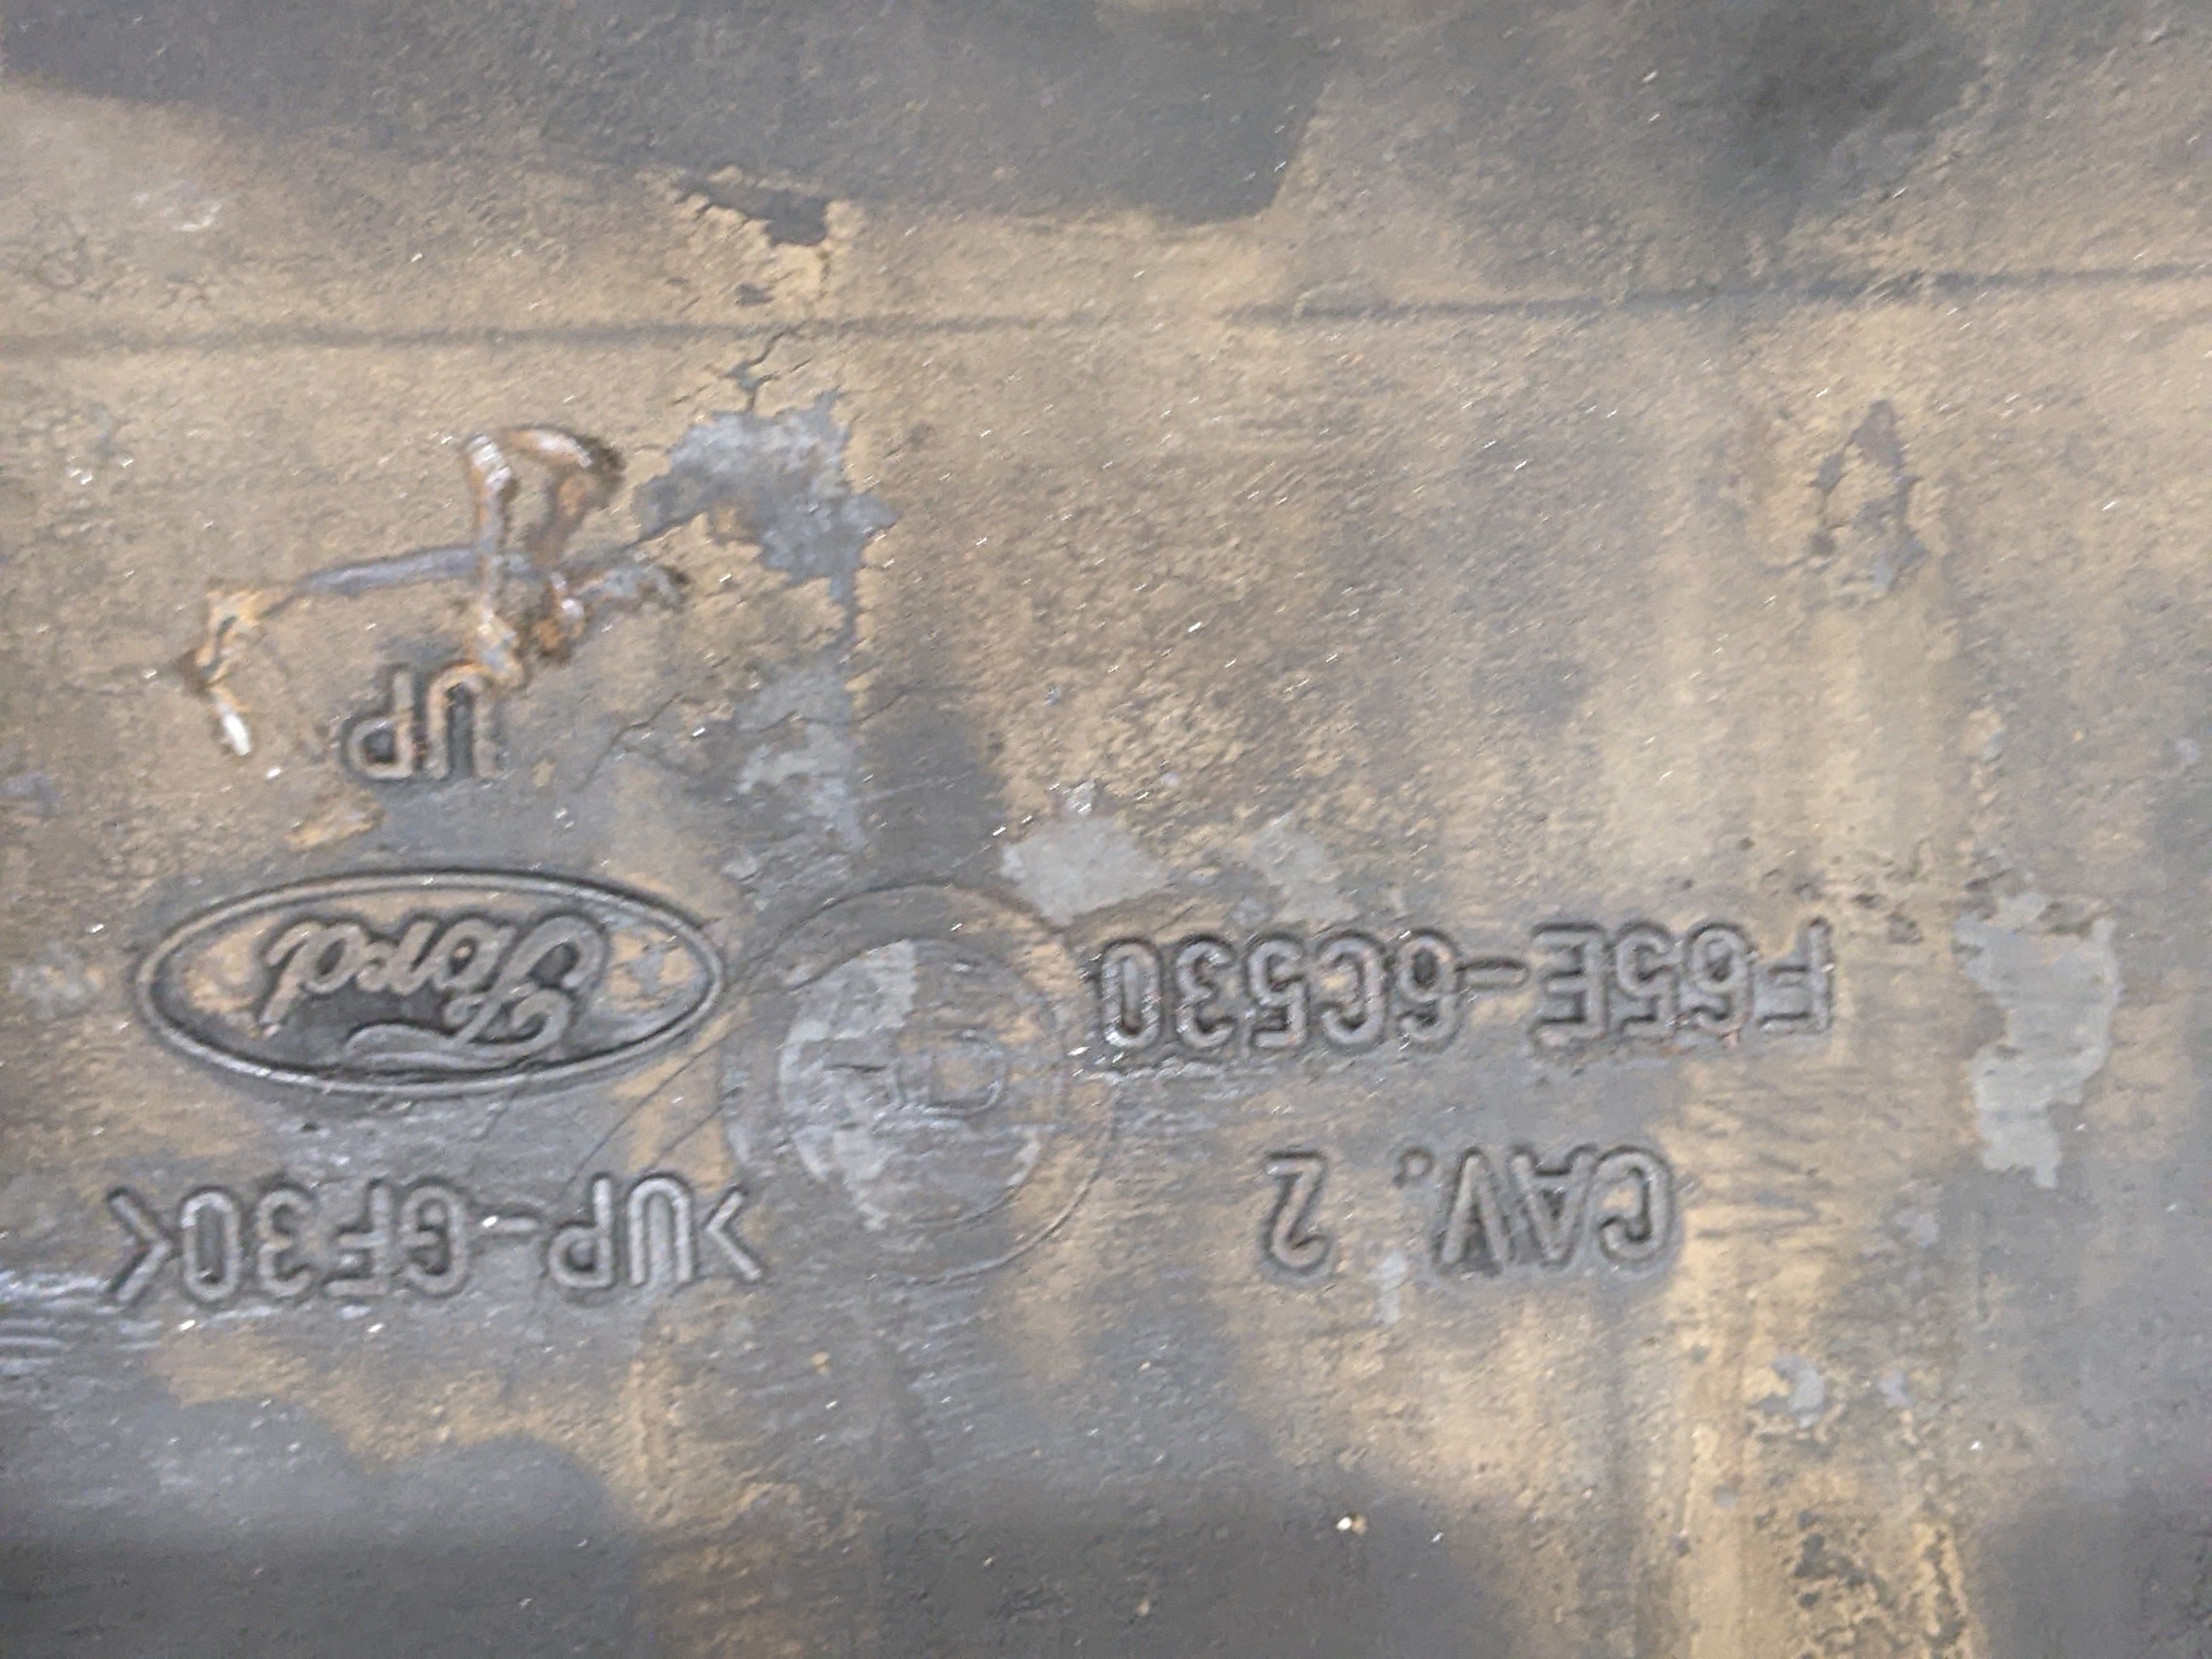 CAV. 2
F65E-6C530
>UP-GF30<
Ford
UP